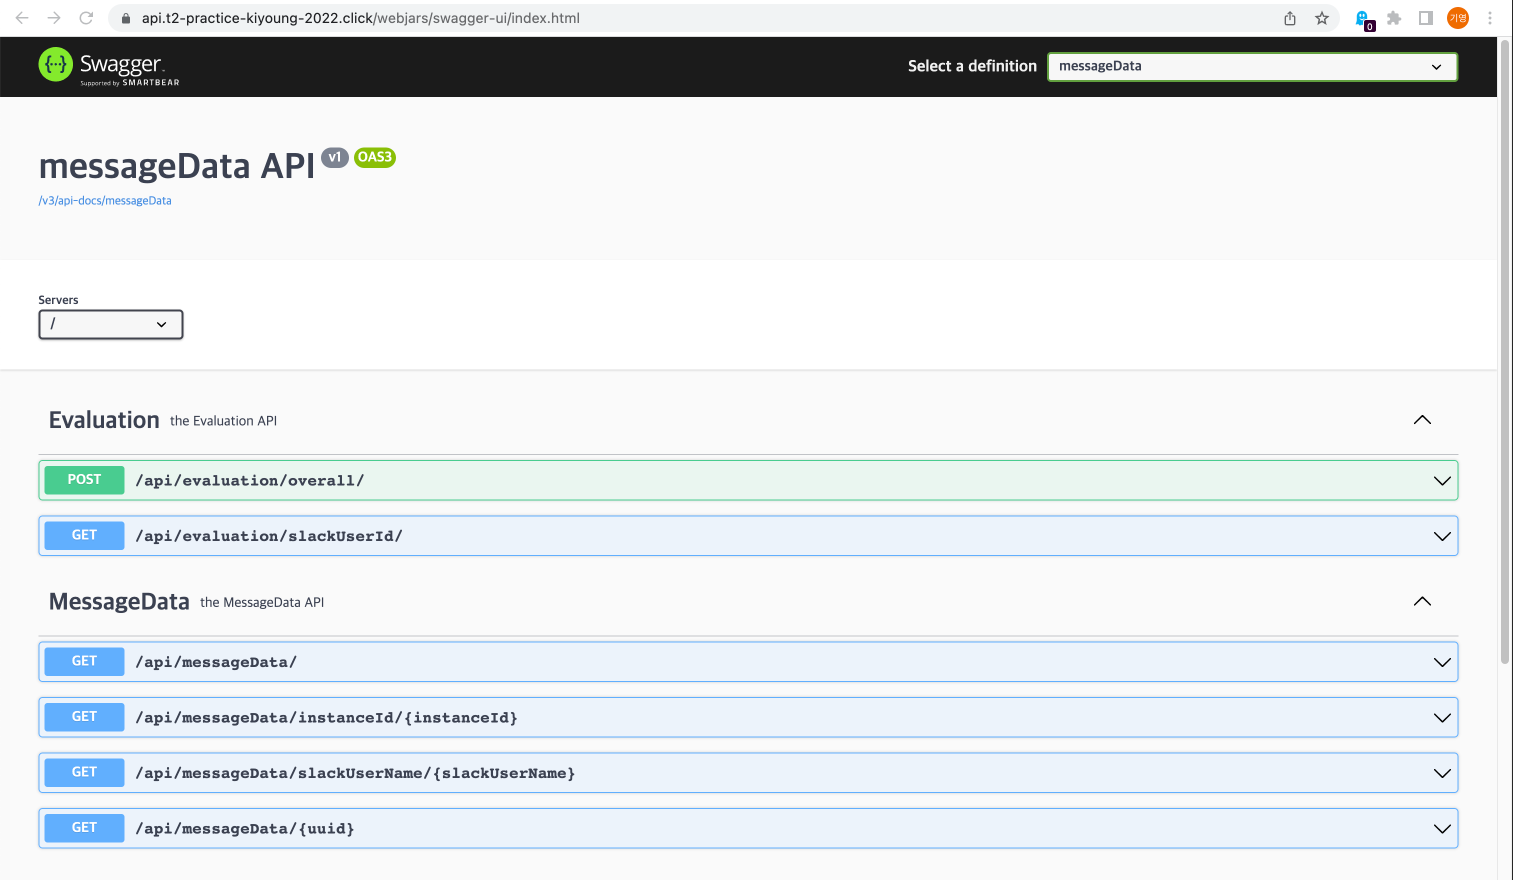 api.t2-practice-kiyoung-2022.click/webjars/swagger-ui/index.html
0
기영
Swagger
Supported by SMARTBEAR
Select a definition
messageData
messageData API v1 OAS3
/v3/api-docs/messageData
Servers
/
Evaluation the Evaluation API
POST /api/evaluation/overall/
GET /api/evaluation/slackUserId/
MessageData the MessageData API
GET /api/messageData/
GET /api/messageData/instanceId/{instanceId}
GET /api/messageData/slackUserName/{slackUserName}
GET /api/messageData/{uuid}